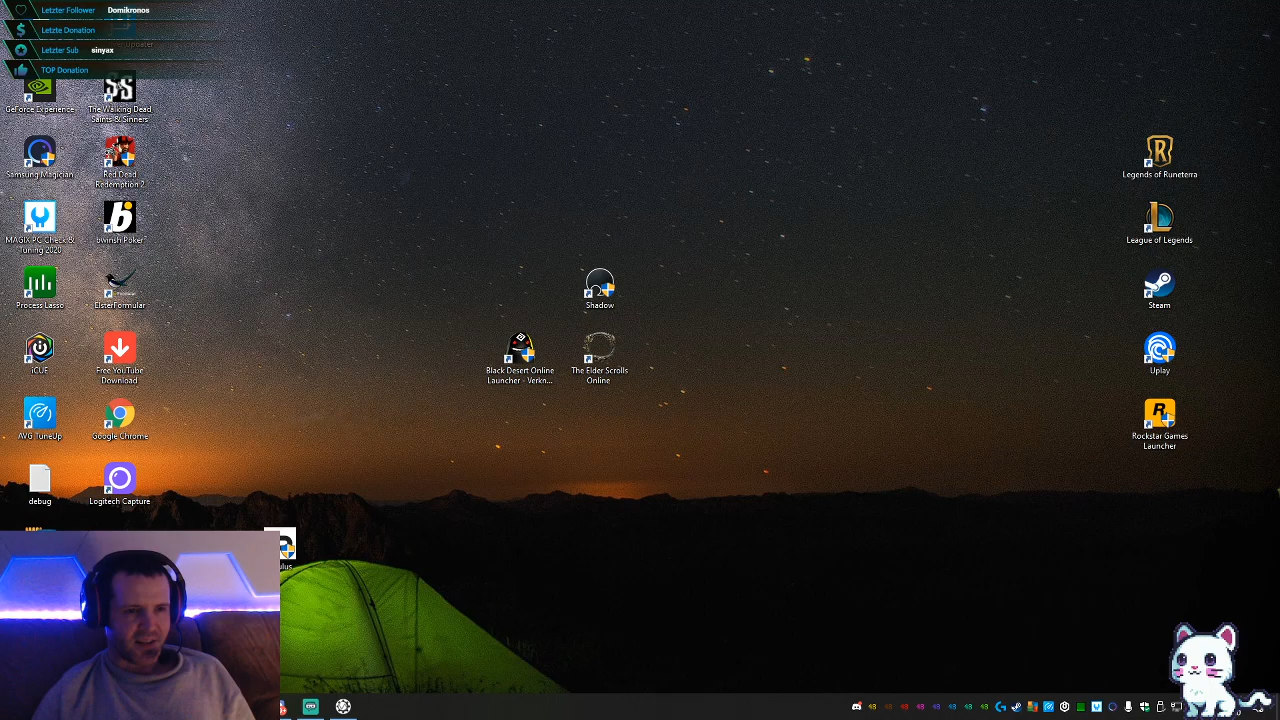 Letzter Follower Domikronos
Letzte Donation
Letzter Sub sinyax
TOP Donation
GeForce Experience
The Walking Dead
Saints & Sinners
Samsung Magician
Red Dead
Redemption 2
MAGIX PC Check &
Tuning 2020
bwinsh Poker
Process Lasso
ElsterFormular
iCUE
Free YouTube
Download
AVG TuneUp
Google Chrome
debug
Logitech Capture
Shadow
Black Desert Online
Launcher - Verkn...
The Elder Scrolls
Online
Legends of Runeterra
League of Legends
Steam
Uplay
Rockstar Games
Launcher